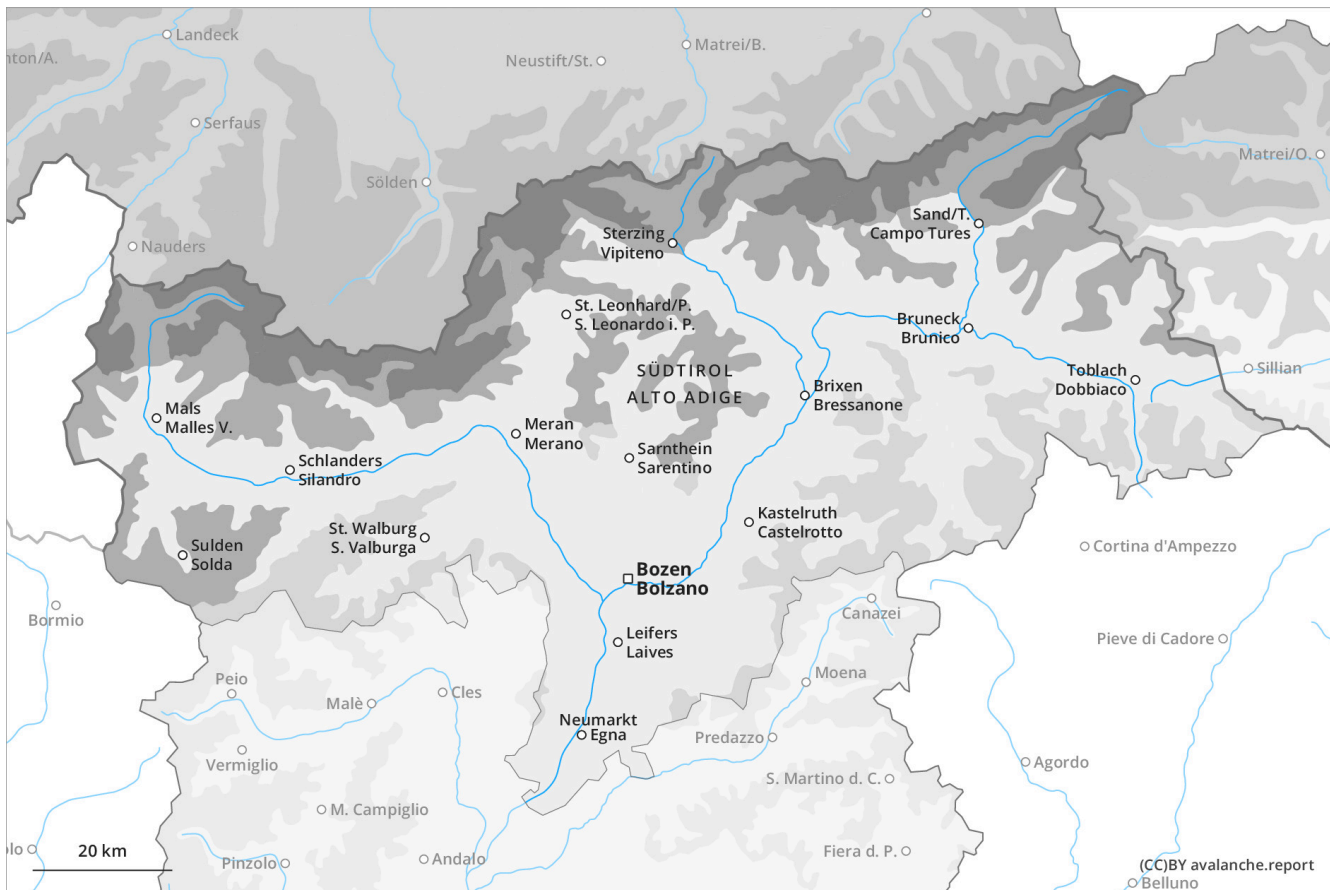 Landeck
Matrei/B.
nton/A.
Neustift/St.
Serfaus
Matrei/O.
Sölden
Sand/T.
Campo Tures
Sterzing
Vipiteno
Nauders
St. Leonhard/P.
S. Leonardo i. P.
Bruneck
Brunico
SÜDTIROL
ALTO ADIGE
Toblach
Dobbiaco
Sillian
Brixen
Bressanone
Mals
Malles V.
Meran
Merano
Schlanders
Silandro
Sarnthein
Sarentino
Kastelruth
Castelrotto
St. Walburg
S. Valburga
Sulden
Solda
Cortina d'Ampezzo
Bozen
Bolzano
Bormio
Canazei
Leifers
Laives
Pieve di Cadore
Peio
Malè
Cles
Moena
Neumarkt
Egna
Predazzo
Vermiglio
Agordo
S. Martino d. C.
M. Campiglio
olo
20 km
Pinzolo
Andalo
Fiera d. P.
(CC)BY avalanche.report
Belluno